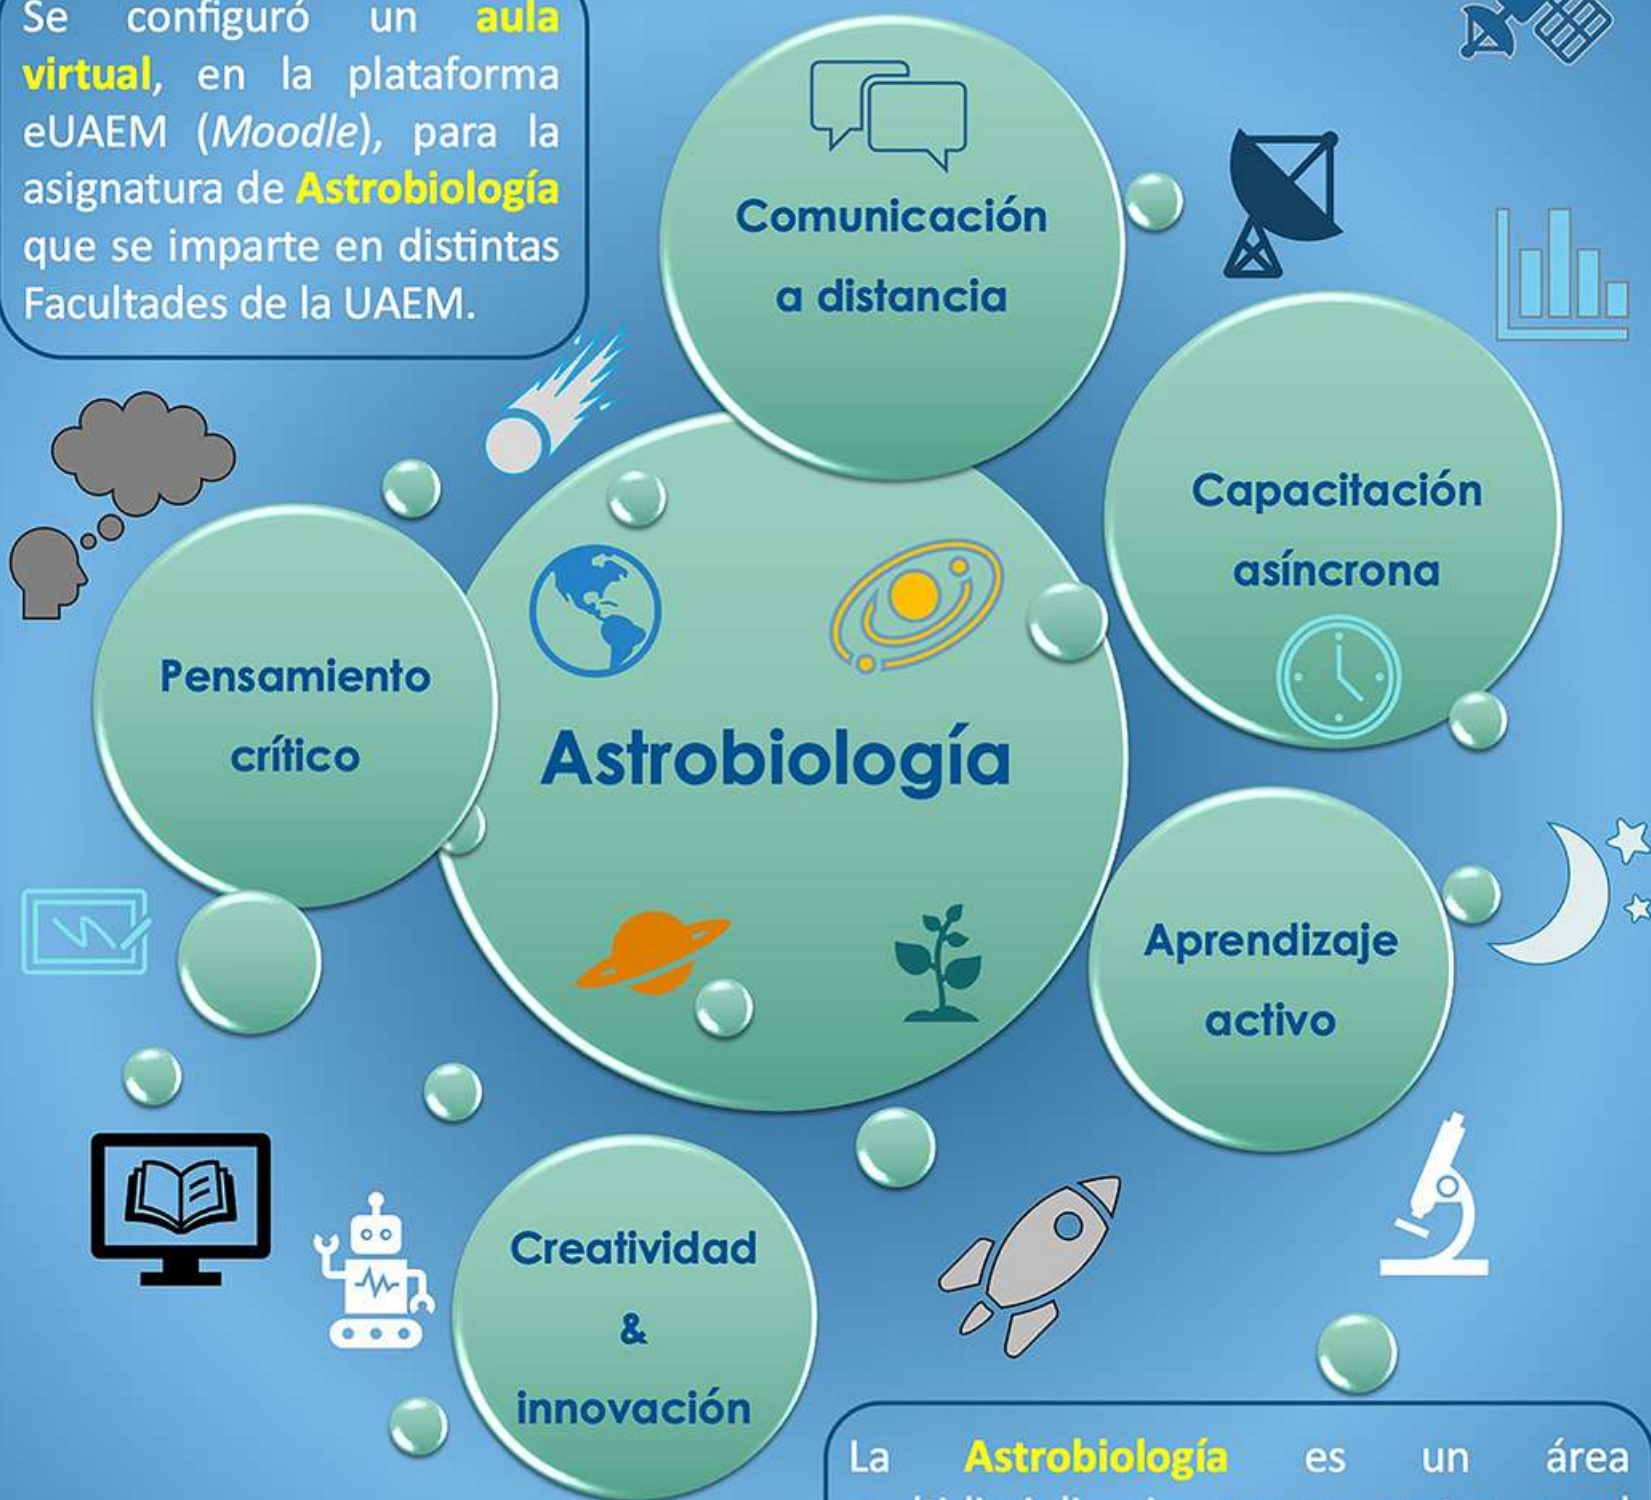 Se configuró un aula
virtual, en la plataforma
eUAEM (Moodle), para la
asignatura de Astrobiología
que se imparte en distintas
Facultades de la UAEM.
Comunicación
a distancia
Capacitación
asíncrona
Pensamiento
crítico
Astrobiología
Aprendizaje
activo
Creatividad
&
innovación
La Astrobiología es un área